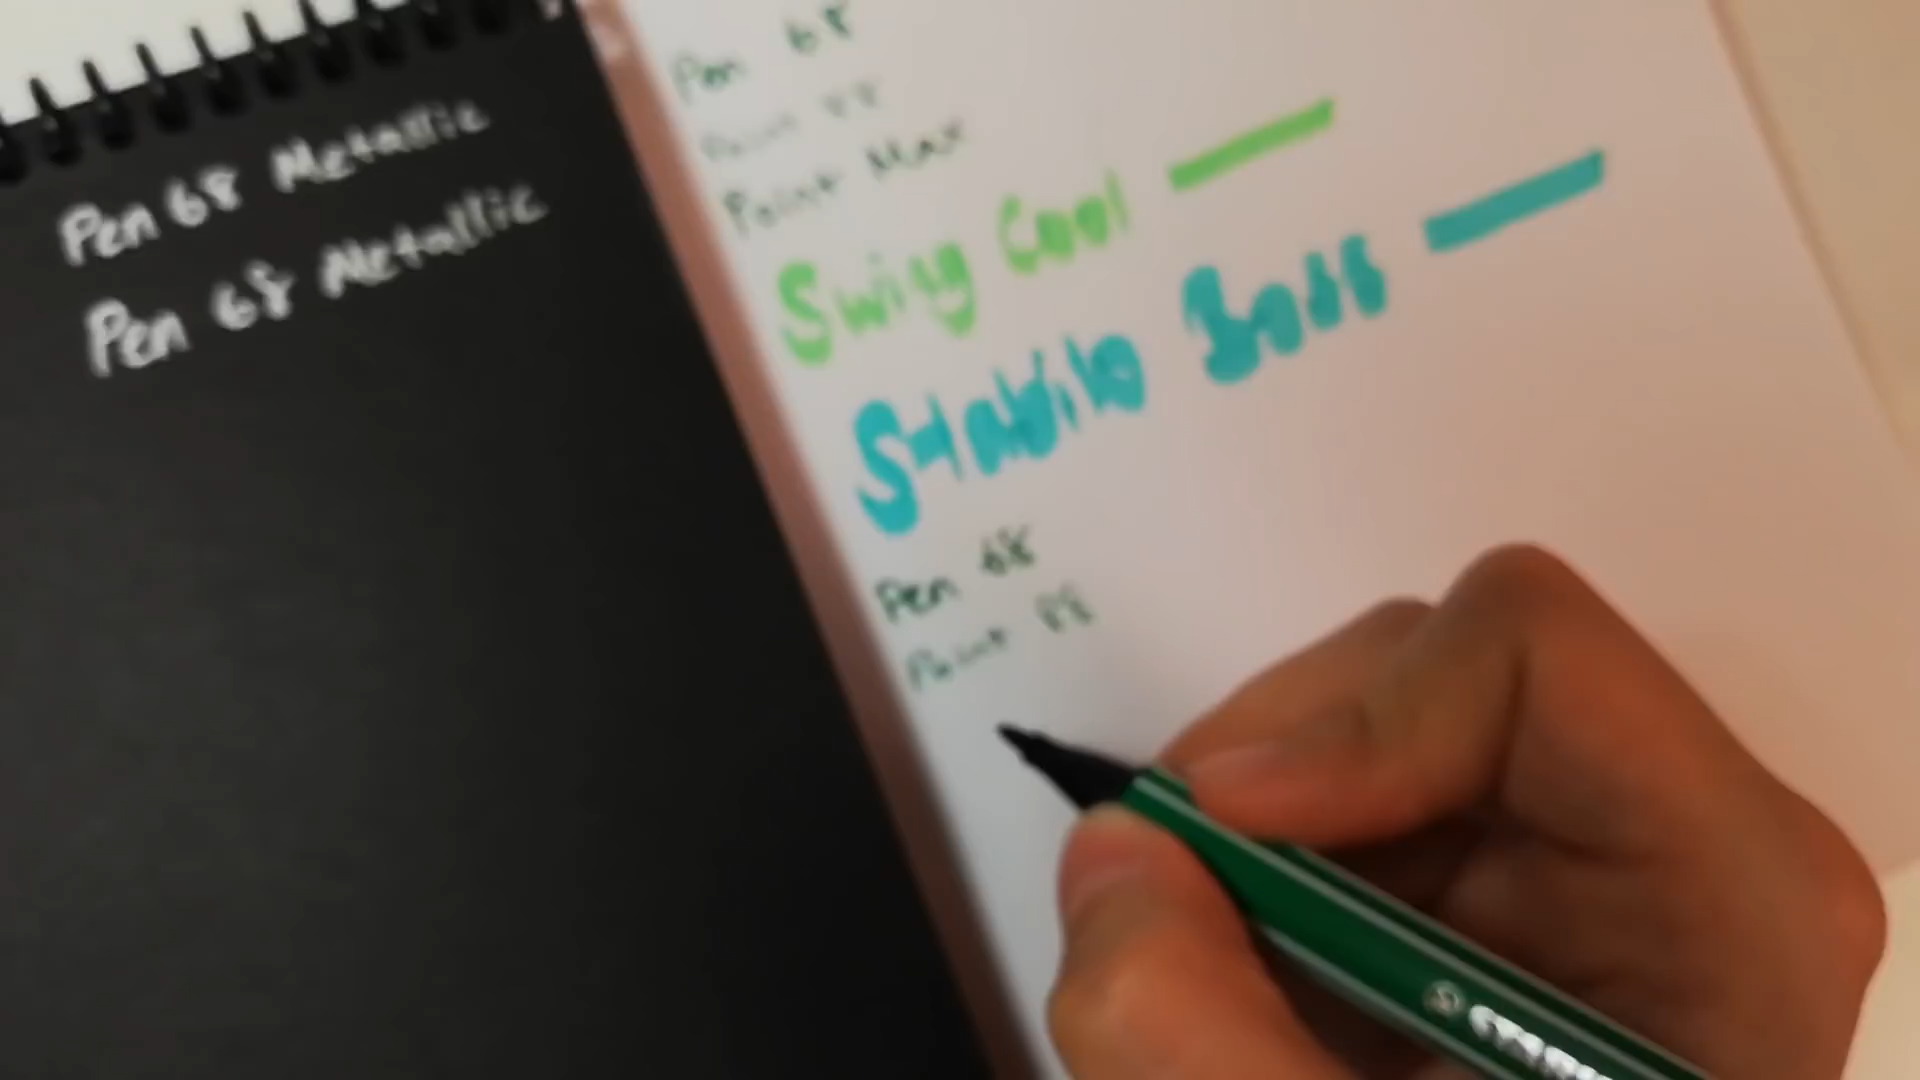 Pen 68 Metallic
Pen 68 Metallic
Pen 68
Point 88
Point Max
Swing Cool
Stabilo Boss
Pen 68
Point 88
STABILO